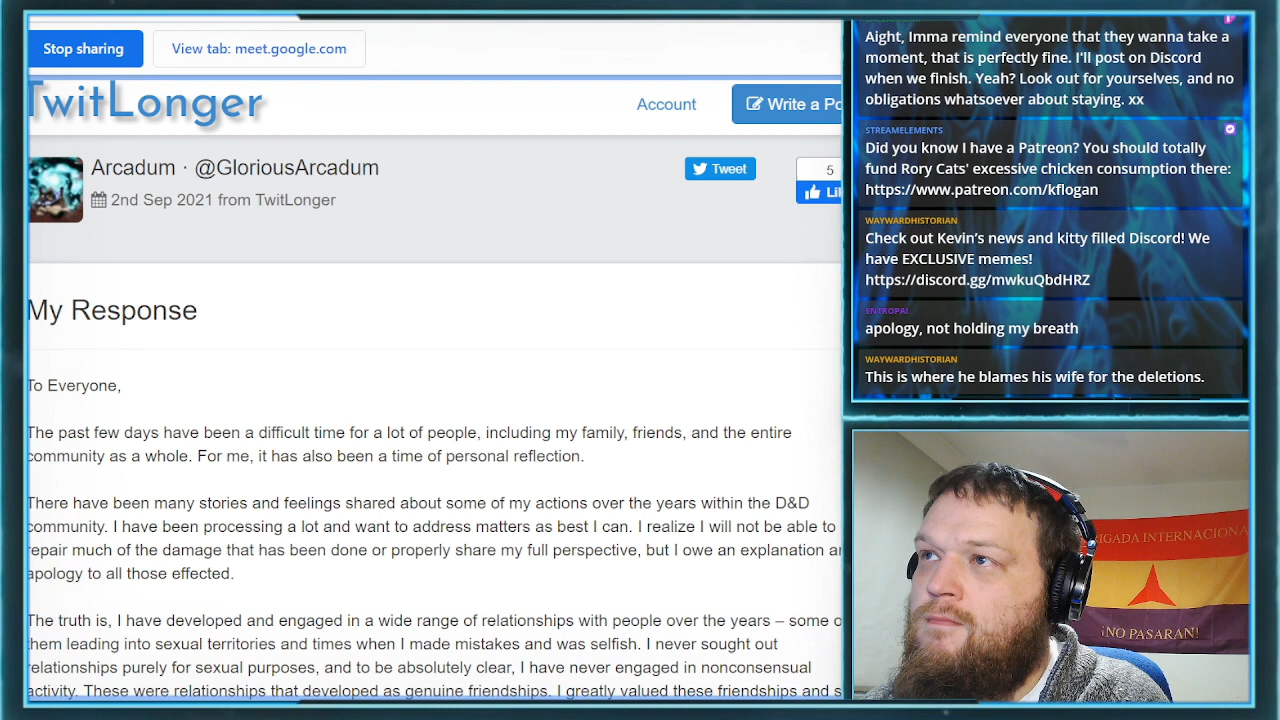 Stop sharing
View tab: meet.google.com
TwitLonger
Account
Write a Po
Arcadum · @GloriousArcadum
2nd Sep 2021 from TwitLonger
Tweet
5
Lik
My Response
To Everyone,
The past few days have been a difficult time for a lot of people, including my family, friends, and the entire
community as a whole. For me, it has also been a time of personal reflection.
There have been many stories and feelings shared about some of my actions over the years within the D&D
community. I have been processing a lot and want to address matters as best I can. I realize I will not be able to
repair much of the damage that has been done or properly share my full perspective, but I owe an explanation an
apology to all those effected.
The truth is, I have developed and engaged in a wide range of relationships with people over the years – some o
them leading into sexual territories and times when I made mistakes and was selfish. I never sought out
relationships purely for sexual purposes, and to be absolutely clear, I have never engaged in nonconsensual
activity. These were relationships that developed as genuine friendships. I greatly valued these friendships and s
Aight, Imma remind everyone that they wanna take a
moment, that is perfectly fine. I'll post on Discord
when we finish. Yeah? Look out for yourselves, and no
obligations whatsoever about staying. xx
STREAMELEMENTS
Did you know I have a Patreon? You should totally
fund Rory Cats' excessive chicken consumption there:
https://www.patreon.com/kflogan
WAYWARDHISTORIAN
Check out Kevin's news and kitty filled Discord! We
have EXCLUSIVE memes!
https://discord.gg/mwkuQbdHRZ
ENTROPAI
apology, not holding my breath
WAYWARDHISTORIAN
This is where he blames his wife for the deletions.
RIGADA INTERNACIONA
¡NO PASARAN!